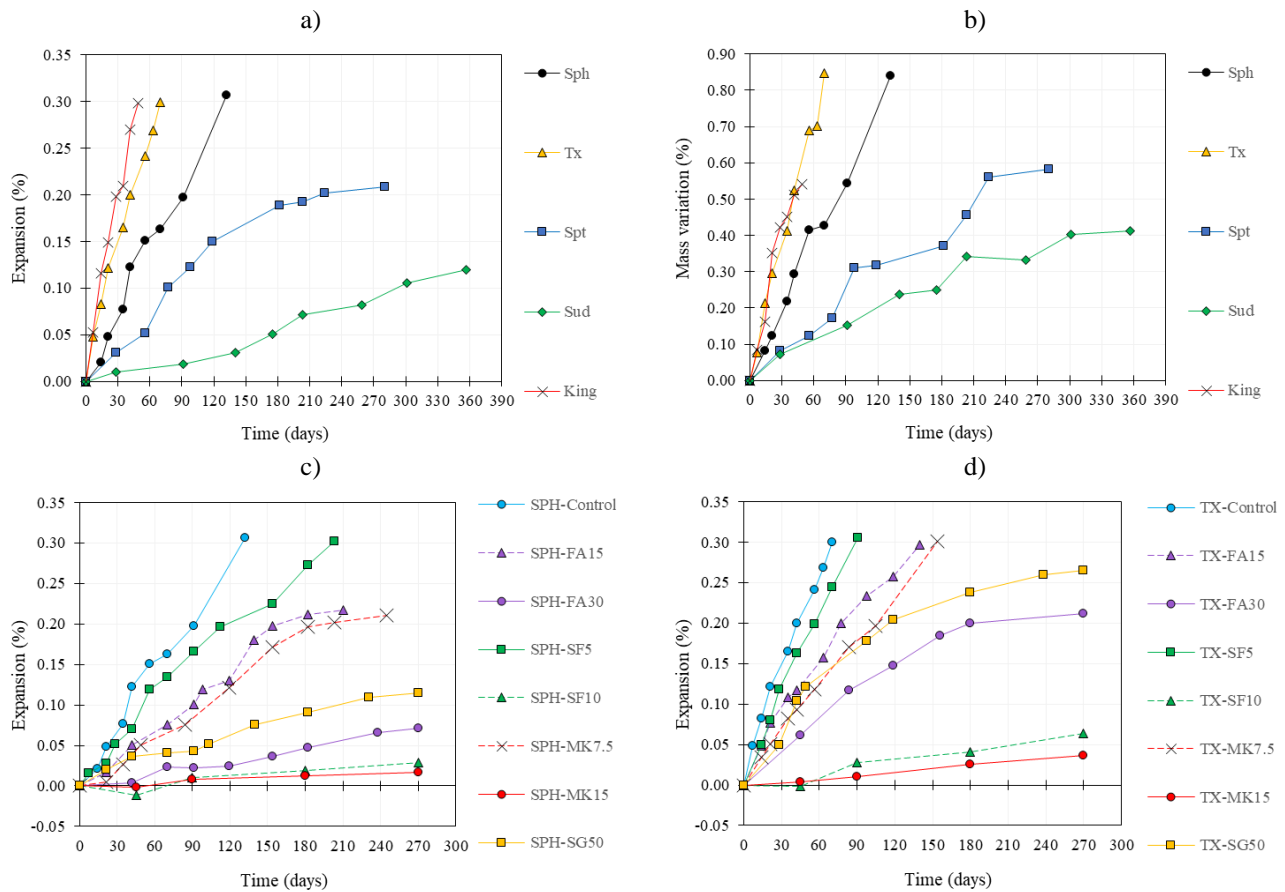 a)
Expansion (%)
0.35
0.30
0.25
0.20
0.15
0.10
0.05
0.00
0 30 60 90 120 150 180 210 240 270 300 330 360 390
Time (days)
Sph
Tx
Spt
Sud
King
b)
Mass variation (%)
0.90
0.80
0.70
0.60
0.50
0.40
0.30
0.20
0.10
0.00
0 30 60 90 120 150 180 210 240 270 300 330 360 390
Time (days)
Sph
Tx
Spt
Sud
King
c)
Expansion (%)
0.35
0.30
0.25
0.20
0.15
0.10
0.05
0.00
-0.05
0 30 60 90 120 150 180 210 240 270 300
Time (days)
SPH-Control
SPH-FA15
SPH-FA30
SPH-SF5
SPH-SF10
SPH-MK7.5
SPH-MK15
SPH-SG50
d)
Expansion (%)
0.35
0.30
0.25
0.20
0.15
0.10
0.05
0.00
-0.05
0 30 60 90 120 150 180 210 240 270 300
Time (days)
TX-Control
TX-FA15
TX-FA30
TX-SF5
TX-SF10
TX-MK7.5
TX-MK15
TX-SG50